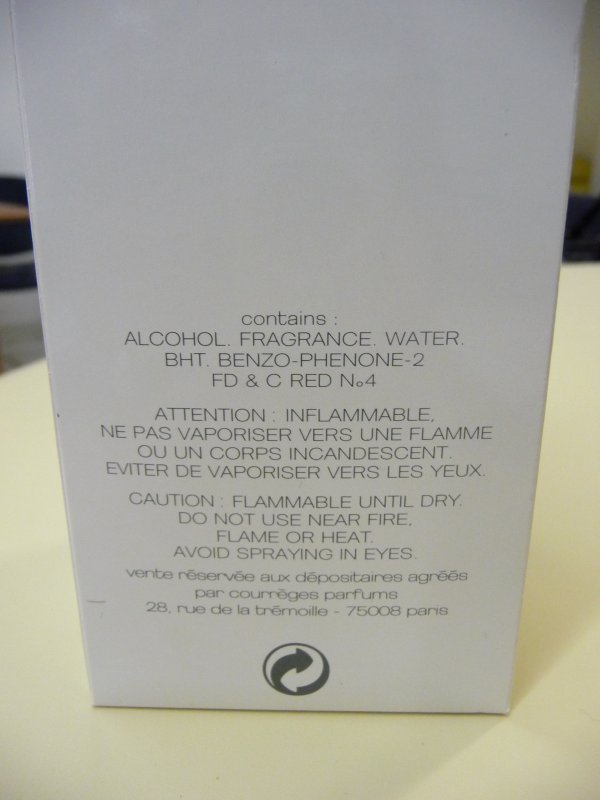 contains :
ALCOHOL. FRAGRANCE. WATER.
BHT. BENZO-PHENONE-2
FD & C RED No4
ATTENTION : INFLAMMABLE,
NE PAS VAPORISER VERS UNE FLAMME
OU UN CORPS INCANDESCENT.
EVITER DE VAPORISER VERS LES YEUX.
CAUTION : FLAMMABLE UNTIL DRY.
DO NOT USE NEAR FIRE,
FLAME OR HEAT.
AVOID SPRAYING IN EYES.
vente réservée aux dépositaires agréés
par courrèges parfums
28, rue de la trémoille - 75008 paris